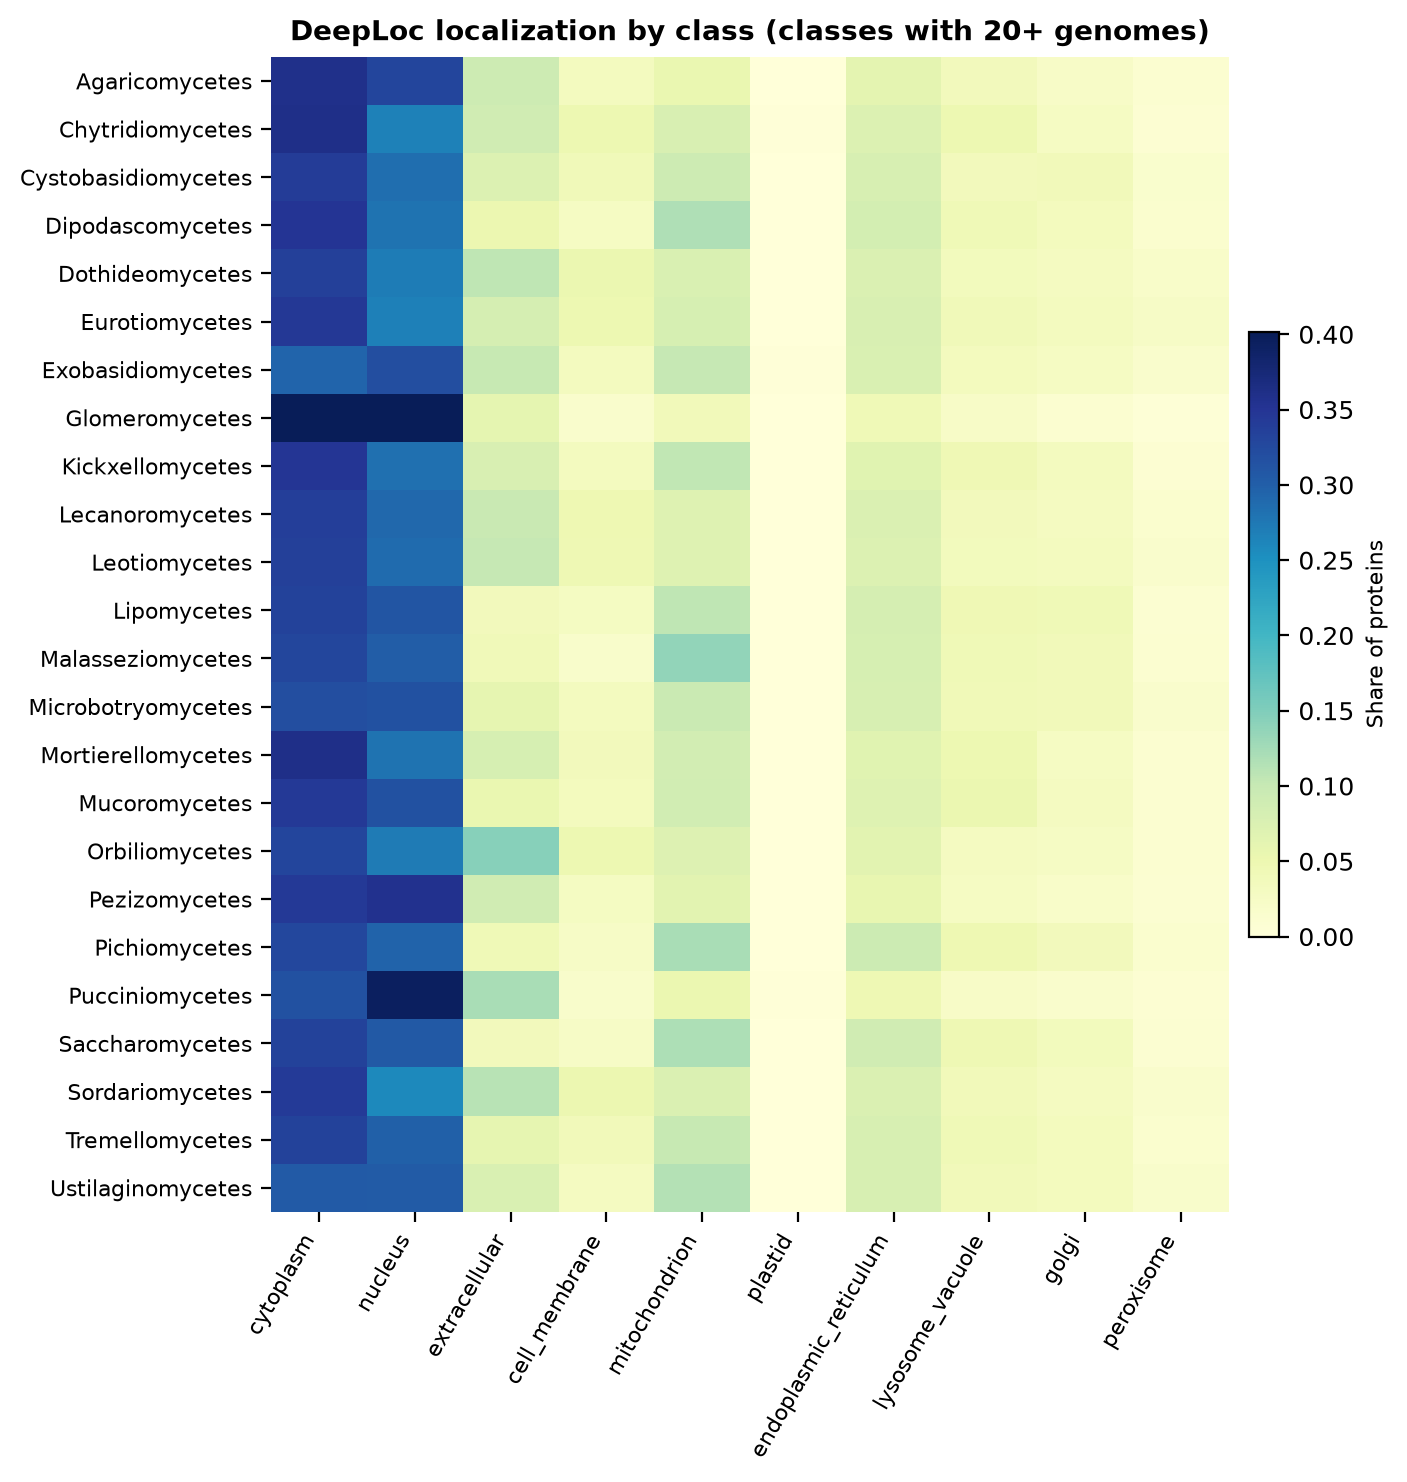 DeepLoc localization by class (classes with 20+ genomes)
Agaricomycetes
Chytridiomycetes
Cystobasidiomycetes
Dipodascomycetes
Dothideomycetes
Eurotiomycetes
Exobasidiomycetes
Glomeromycetes
Kickxellomycetes
Lecanoromycetes
Leotiomycetes
Lipomycetes
Malasseziomycetes
Microbotryomycetes
Mortierellomycetes
Mucoromycetes
Orbiliomycetes
Pezizomycetes
Pichiomycetes
Pucciniomycetes
Saccharomycetes
Sordariomycetes
Tremellomycetes
Ustilaginomycetes
cytoplasm
nucleus
extracellular
cell_membrane
mitochondrion
plastid
endoplasmic_reticulum
lysosome_vacuole
golgi
peroxisome
0.40
0.35
0.30
0.25
0.20
0.15
0.10
0.05
0.00
Share of proteins